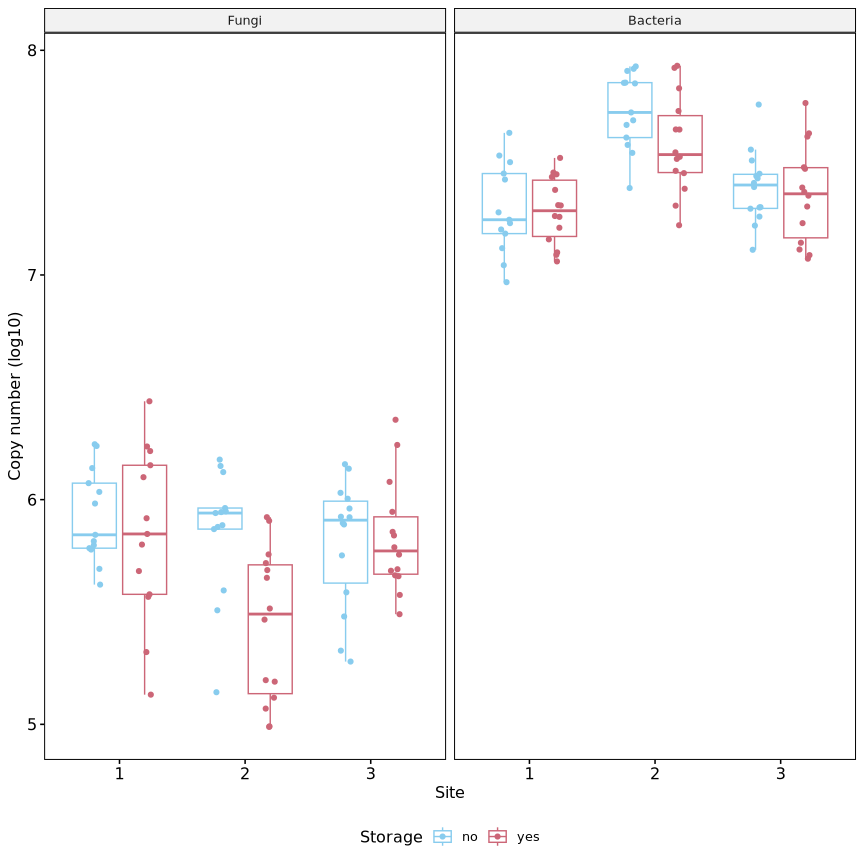 Fungi Bacteria
8
7
6
5
Copy number (log10)
1 2 3 1 2 3
Site
Storage no yes